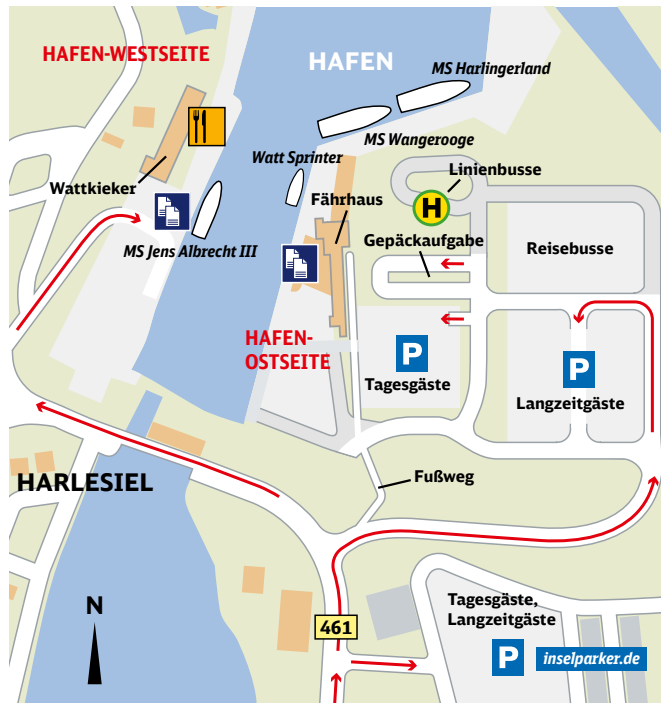 HAFEN-WESTSEITE
HAFEN
MS Harlingerland
MS Wangerooge
Watt Sprinter
Linienbusse
Wattkieker
Fährhaus
H
Gepäckaufgabe
Reisebusse
MS Jens Albrecht III
HAFEN-
OSTSEITE
P
Tagesgäste
P
Langzeitgäste
HARLESIEL
Fußweg
N
461
Tagesgäste,
Langzeitgäste
P inselparker.de